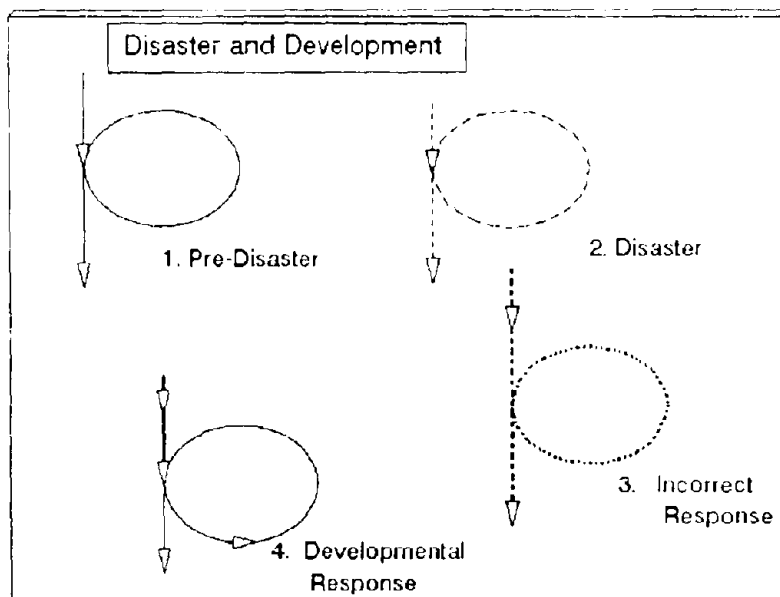 Disaster and Development
1. Pre-Disaster
2. Disaster
3. Incorrect
Response
4. Developmental
Response